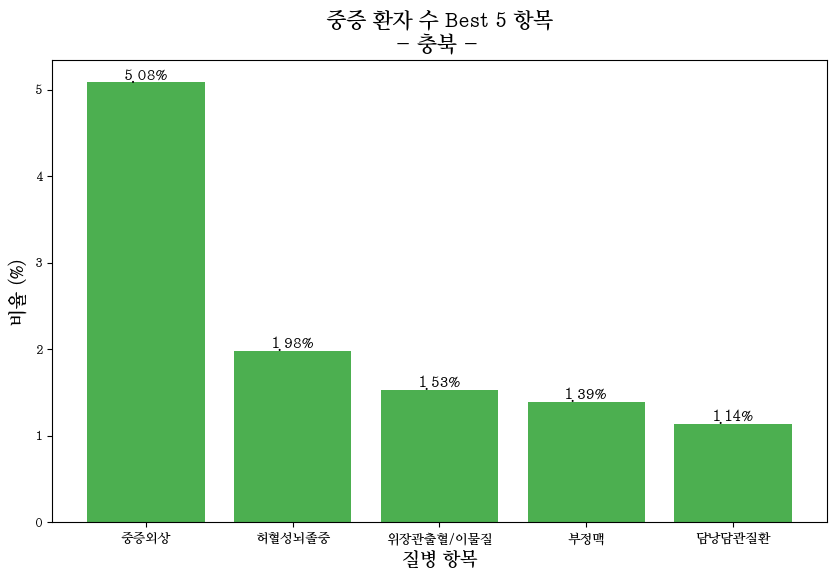 중증 환자 수 Best 5 항목
- 충북 -
비율 (%)
5
4
3
2
1
0
5.08%
1.98%
1.53%
1.39%
1.14%
중증외상
허혈성뇌졸중
위장관출혈/이물질
부정맥
담낭담관질환
질병 항목